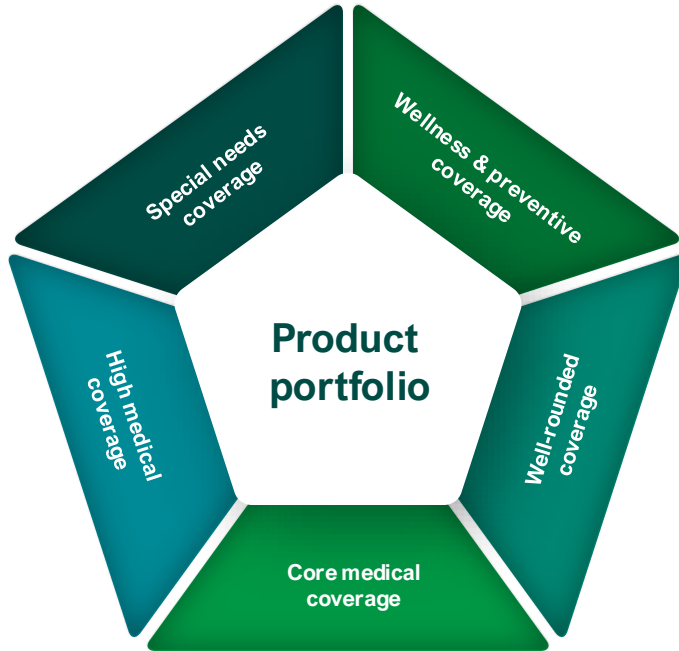 Special needs
coverage
Wellness & preventive
coverage
Product
portfolio
High medical
coverage
Well-rounded
coverage
Core medical
coverage